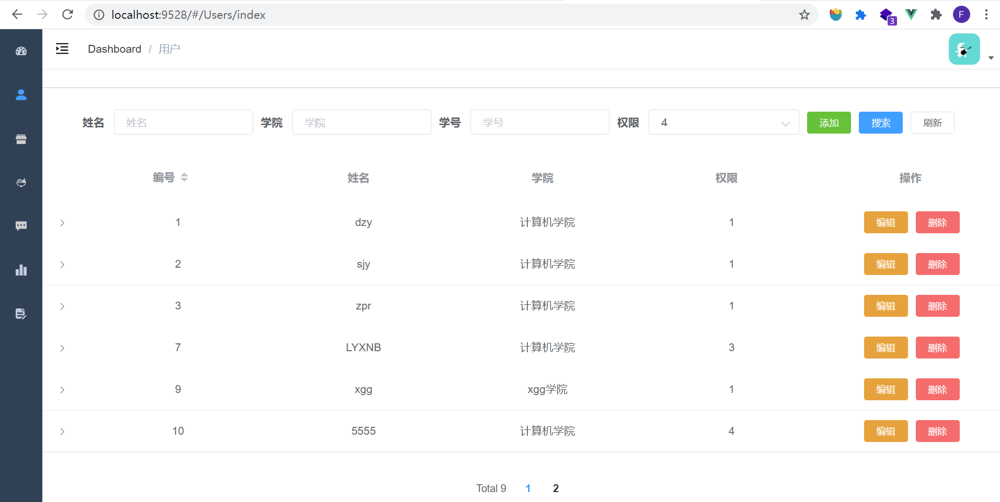 localhost:9528/#/Users/index
3
F
Dashboard / 用户
姓名 姓名 学院 学院 学号 学号 权限 4 添加 搜索 刷新
编号 姓名 学院 权限 操作
1 dzy 计算机学院 1 编辑 删除
2 sjy 计算机学院 1 编辑 删除
3 zpr 计算机学院 1 编辑 删除
7 LYXNB 计算机学院 3 编辑 删除
9 xgg xgg学院 1 编辑 删除
10 5555 计算机学院 4 编辑 删除
Total 9 1 2